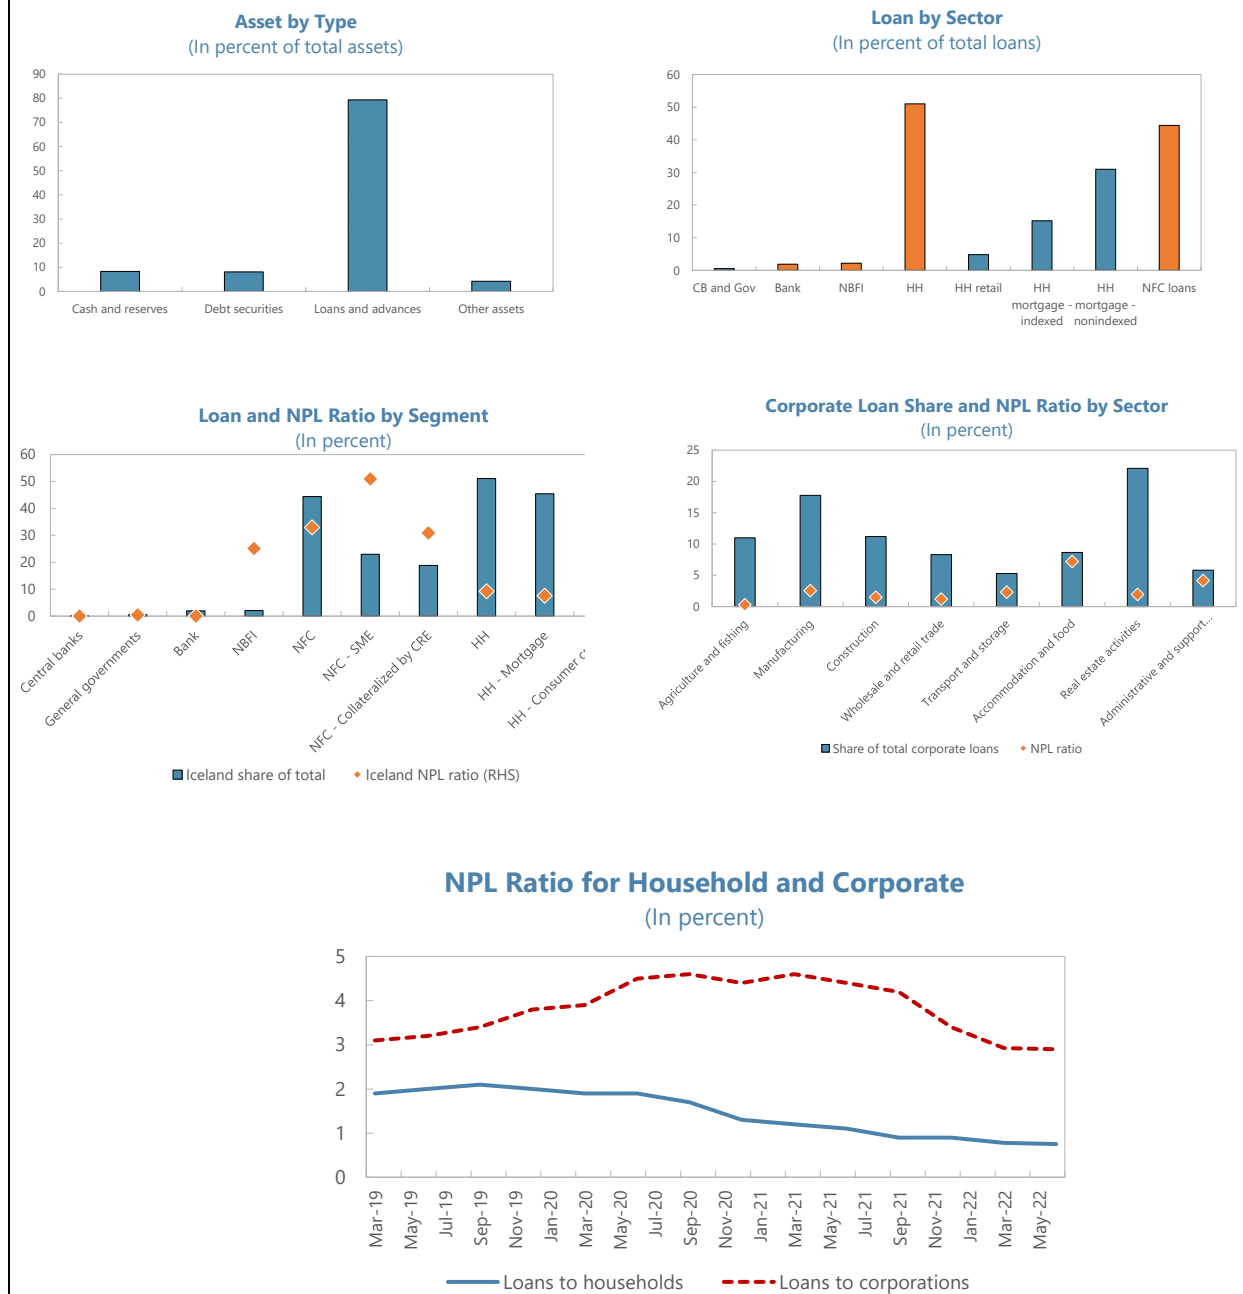 Asset by Type
(In percent of total assets)
90
80
70
60
50
40
30
20
10
0
Cash and reserves
Debt securities
Loans and advances
Other assets
Loan by Sector
(In percent of total loans)
60
50
40
30
20
10
0
CB and Gov
Bank
NBFI
HH
HH retail
HH mortgage - indexed
HH mortgage - nonindexed
NFC loans
Loan and NPL Ratio by Segment
(In percent)
60
50
40
30
20
10
0
Central banks
General governments
Bank
NBFI
NFC
NFC - SME
NFC - Collateralized by CRE
HH
HH - Mortgage
HH - Consumer
Iceland share of total
Iceland NPL ratio (RHS)
Corporate Loan Share and NPL Ratio by Sector
(In percent)
25
20
15
10
5
0
Agriculture and fishing
Manufacturing
Construction
Wholesale and retail trade
Transport and storage
Accommodation and food
Real estate activities
Administrative and support...
Share of total corporate loans
NPL ratio
NPL Ratio for Household and Corporate
(In percent)
5
4
3
2
1
0
Mar-19
May-19
Jul-19
Sep-19
Nov-19
Jan-20
Mar-20
May-20
Jul-20
Sep-20
Nov-20
Jan-21
Mar-21
May-21
Jul-21
Sep-21
Nov-21
Jan-22
Mar-22
May-22
Loans to households
Loans to corporations